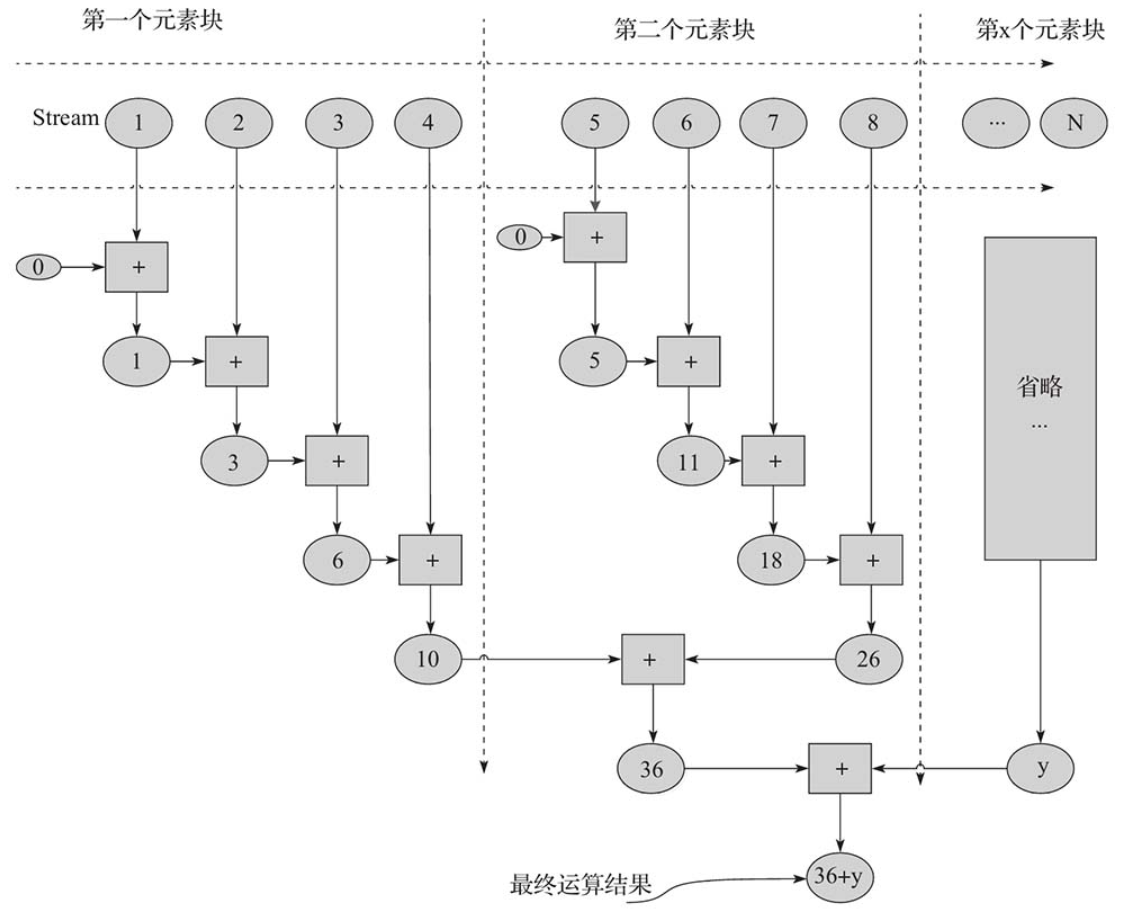 第一个元素块
第二个元素块
第x个元素块
Stream 1 2 3 4 5 6 7 8 ... N
0 +
0 +
1 + 5 +
省略
...
3 + 11 +
6 + 18 +
10 + 26
36 + y
36+y
最终运算结果